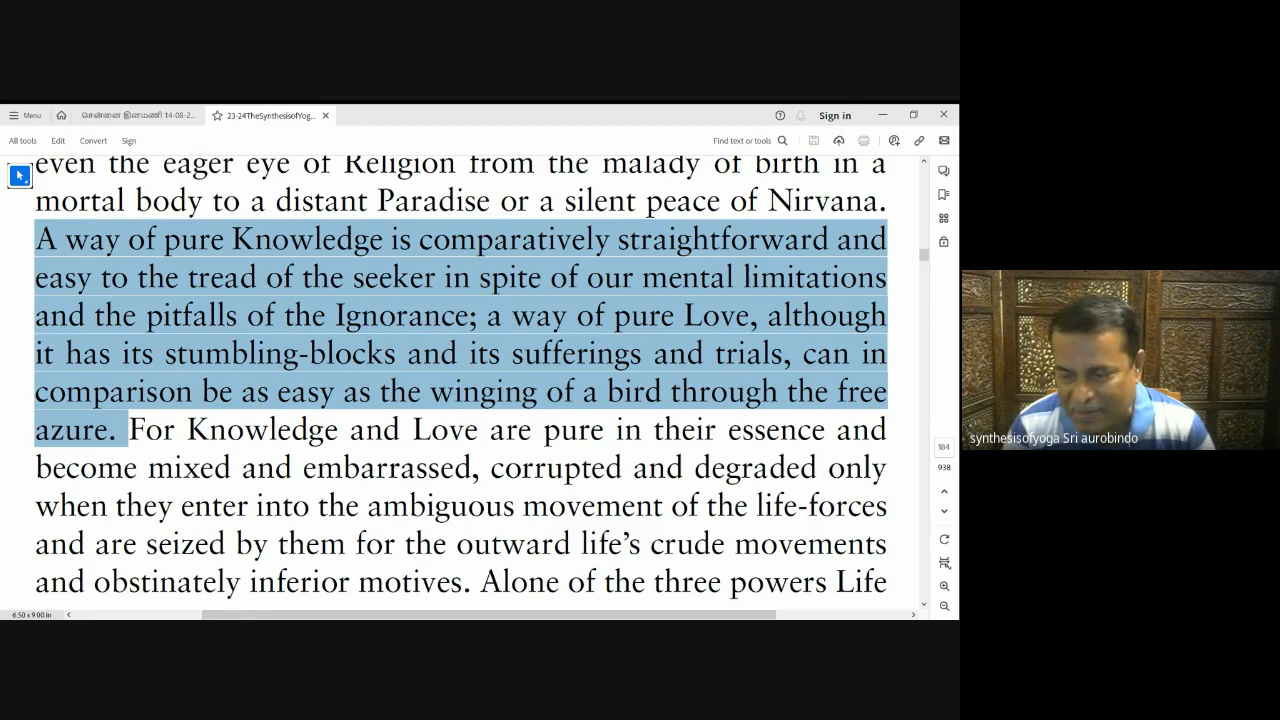 Menu சென்னை தினமணி 14-08-2... 23-24TheSynthesisofYog... Sign in
All tools Edit Convert Sign Find text or tools
even the eager eye of Religion from the malady of birth in a
mortal body to a distant Paradise or a silent peace of Nirvana.
A way of pure Knowledge is comparatively straightforward and
easy to the tread of the seeker in spite of our mental limitations
and the pitfalls of the Ignorance; a way of pure Love, although
it has its stumbling-blocks and its sufferings and trials, can in
comparison be as easy as the winging of a bird through the free
azure. For Knowledge and Love are pure in their essence and
become mixed and embarrassed, corrupted and degraded only
when they enter into the ambiguous movement of the life-forces
and are seized by them for the outward life's crude movements
and obstinately inferior motives. Alone of the three powers Life
184
938
6.50 x 9.00 in
synthesisofyoga Sri aurobindo